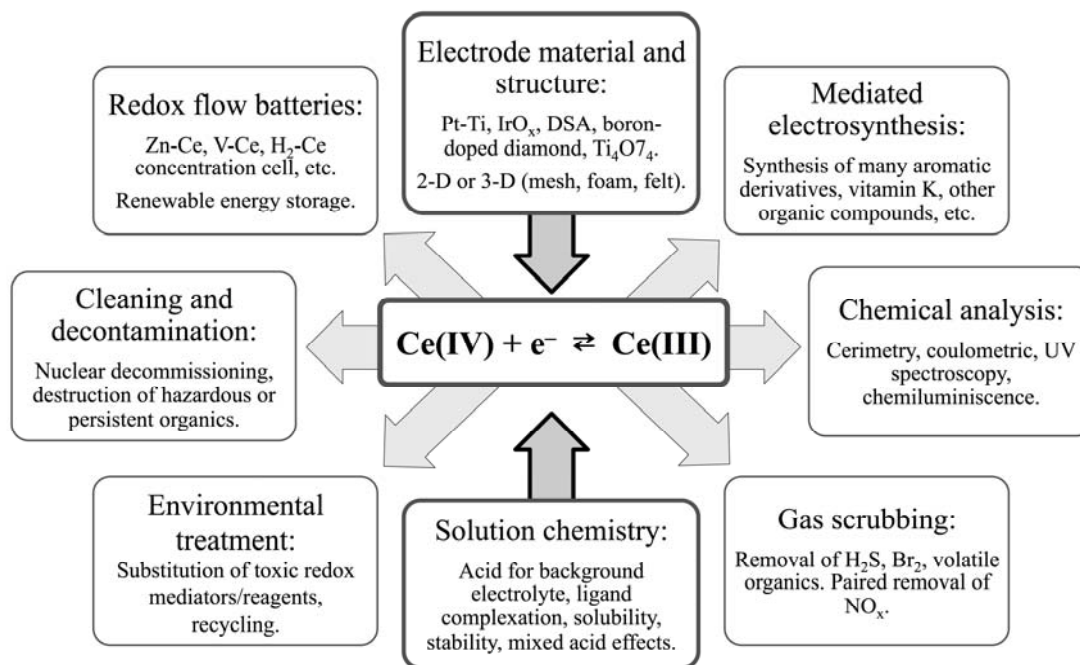 Electrode material and
structure:
Pt-Ti, IrOₓ, DSA, boron-
doped diamond, Ti₄O7₄.
2-D or 3-D (mesh, foam, felt).
Redox flow batteries:
Zn-Ce, V-Ce, H₂-Ce
concentration cell, etc.
Renewable energy storage.
Mediated
electrosynthesis:
Synthesis of many aromatic
derivatives, vitamin K, other
organic compounds, etc.
Cleaning and
decontamination:
Nuclear decommissioning,
destruction of hazardous or
persistent organics.
Ce(IV) + e⁻ ⇄ Ce(III)
Chemical analysis:
Cerimetry, coulometric, UV
spectroscopy,
chemiluminiscence.
Environmental
treatment:
Substitution of toxic redox
mediators/reagents,
recycling.
Solution chemistry:
Acid for background
electrolyte, ligand
complexation, solubility,
stability, mixed acid effects.
Gas scrubbing:
Removal of H₂S, Br₂, volatile
organics. Paired removal of
NOₓ.